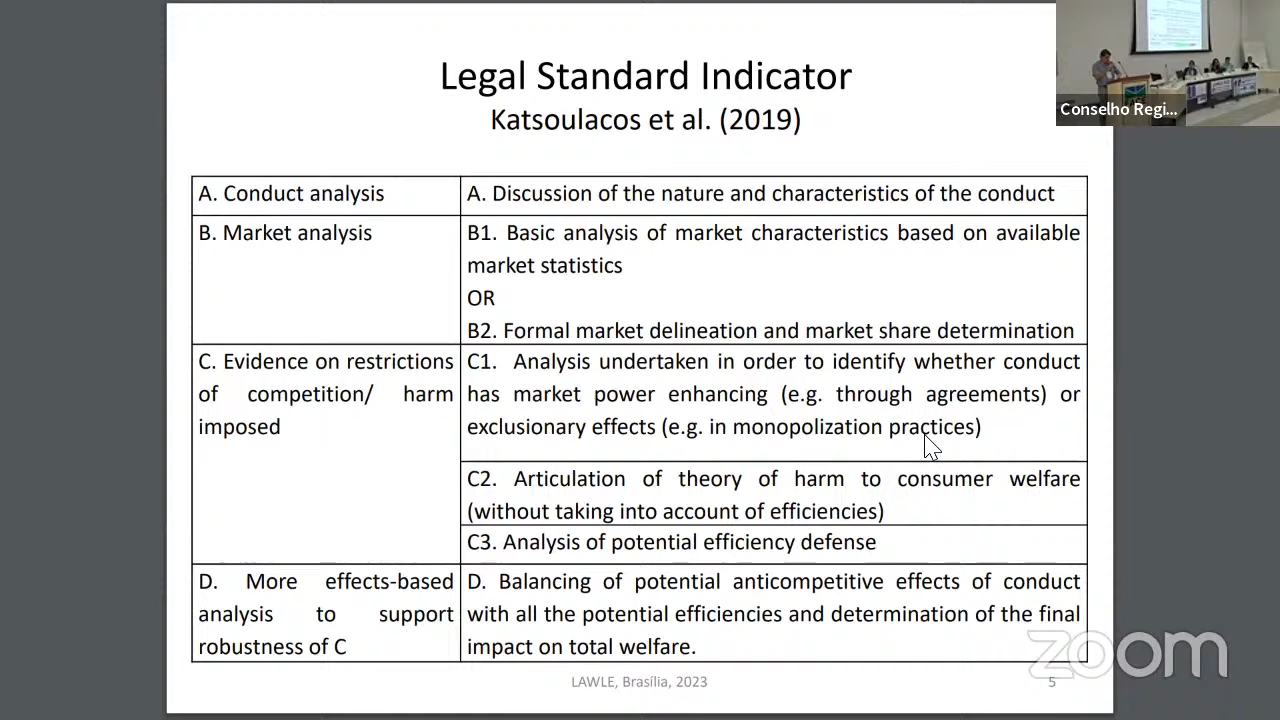 Legal Standard Indicator
Katsoulacos et al. (2019)
Conselho Regi...
A. Conduct analysis
A. Discussion of the nature and characteristics of the conduct
B. Market analysis
B1. Basic analysis of market characteristics based on available
market statistics
OR
B2. Formal market delineation and market share determination
C. Evidence on restrictions
of competition/ harm
imposed
C1. Analysis undertaken in order to identify whether conduct
has market power enhancing (e.g. through agreements) or
exclusionary effects (e.g. in monopolization practices)
C2. Articulation of theory of harm to consumer welfare
(without taking into account of efficiencies)
C3. Analysis of potential efficiency defense
D. More effects-based
analysis to support
robustness of C
D. Balancing of potential anticompetitive effects of conduct
with all the potential efficiencies and determination of the final
impact on total welfare.
zoom
LAWLE, Brasília, 2023
5